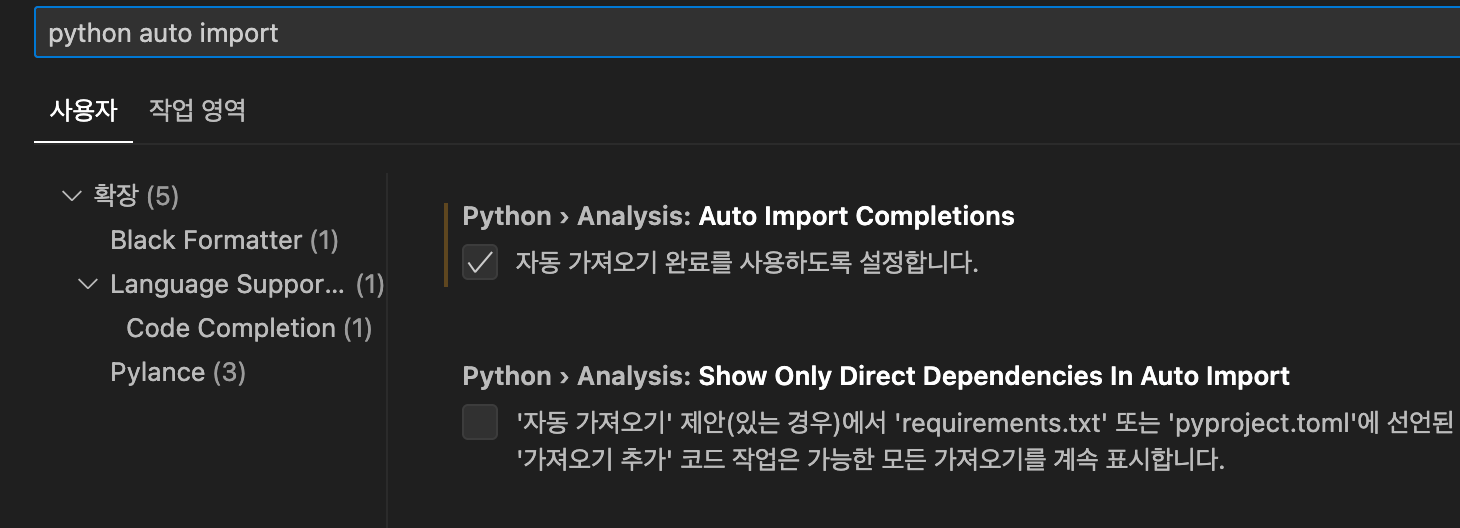 python auto import
사용자 작업 영역
확장 (5)
Black Formatter (1)
Language Suppor... (1)
Code Completion (1)
Pylance (3)
Python › Analysis: Auto Import Completions
자동 가져오기 완료를 사용하도록 설정합니다.
Python › Analysis: Show Only Direct Dependencies In Auto Import
'자동 가져오기' 제안(있는 경우)에서 'requirements.txt' 또는 'pyproject.toml'에 선언된
'가져오기 추가' 코드 작업은 가능한 모든 가져오기를 계속 표시합니다.